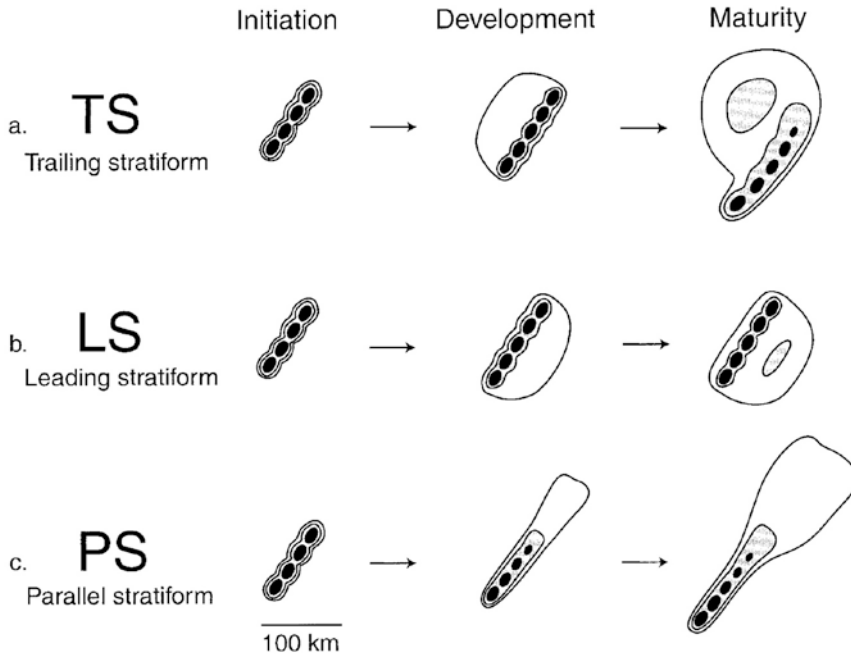 Initiation Development Maturity
a. TS
Trailing stratiform
b. LS
Leading stratiform
c. PS
Parallel stratiform
100 km